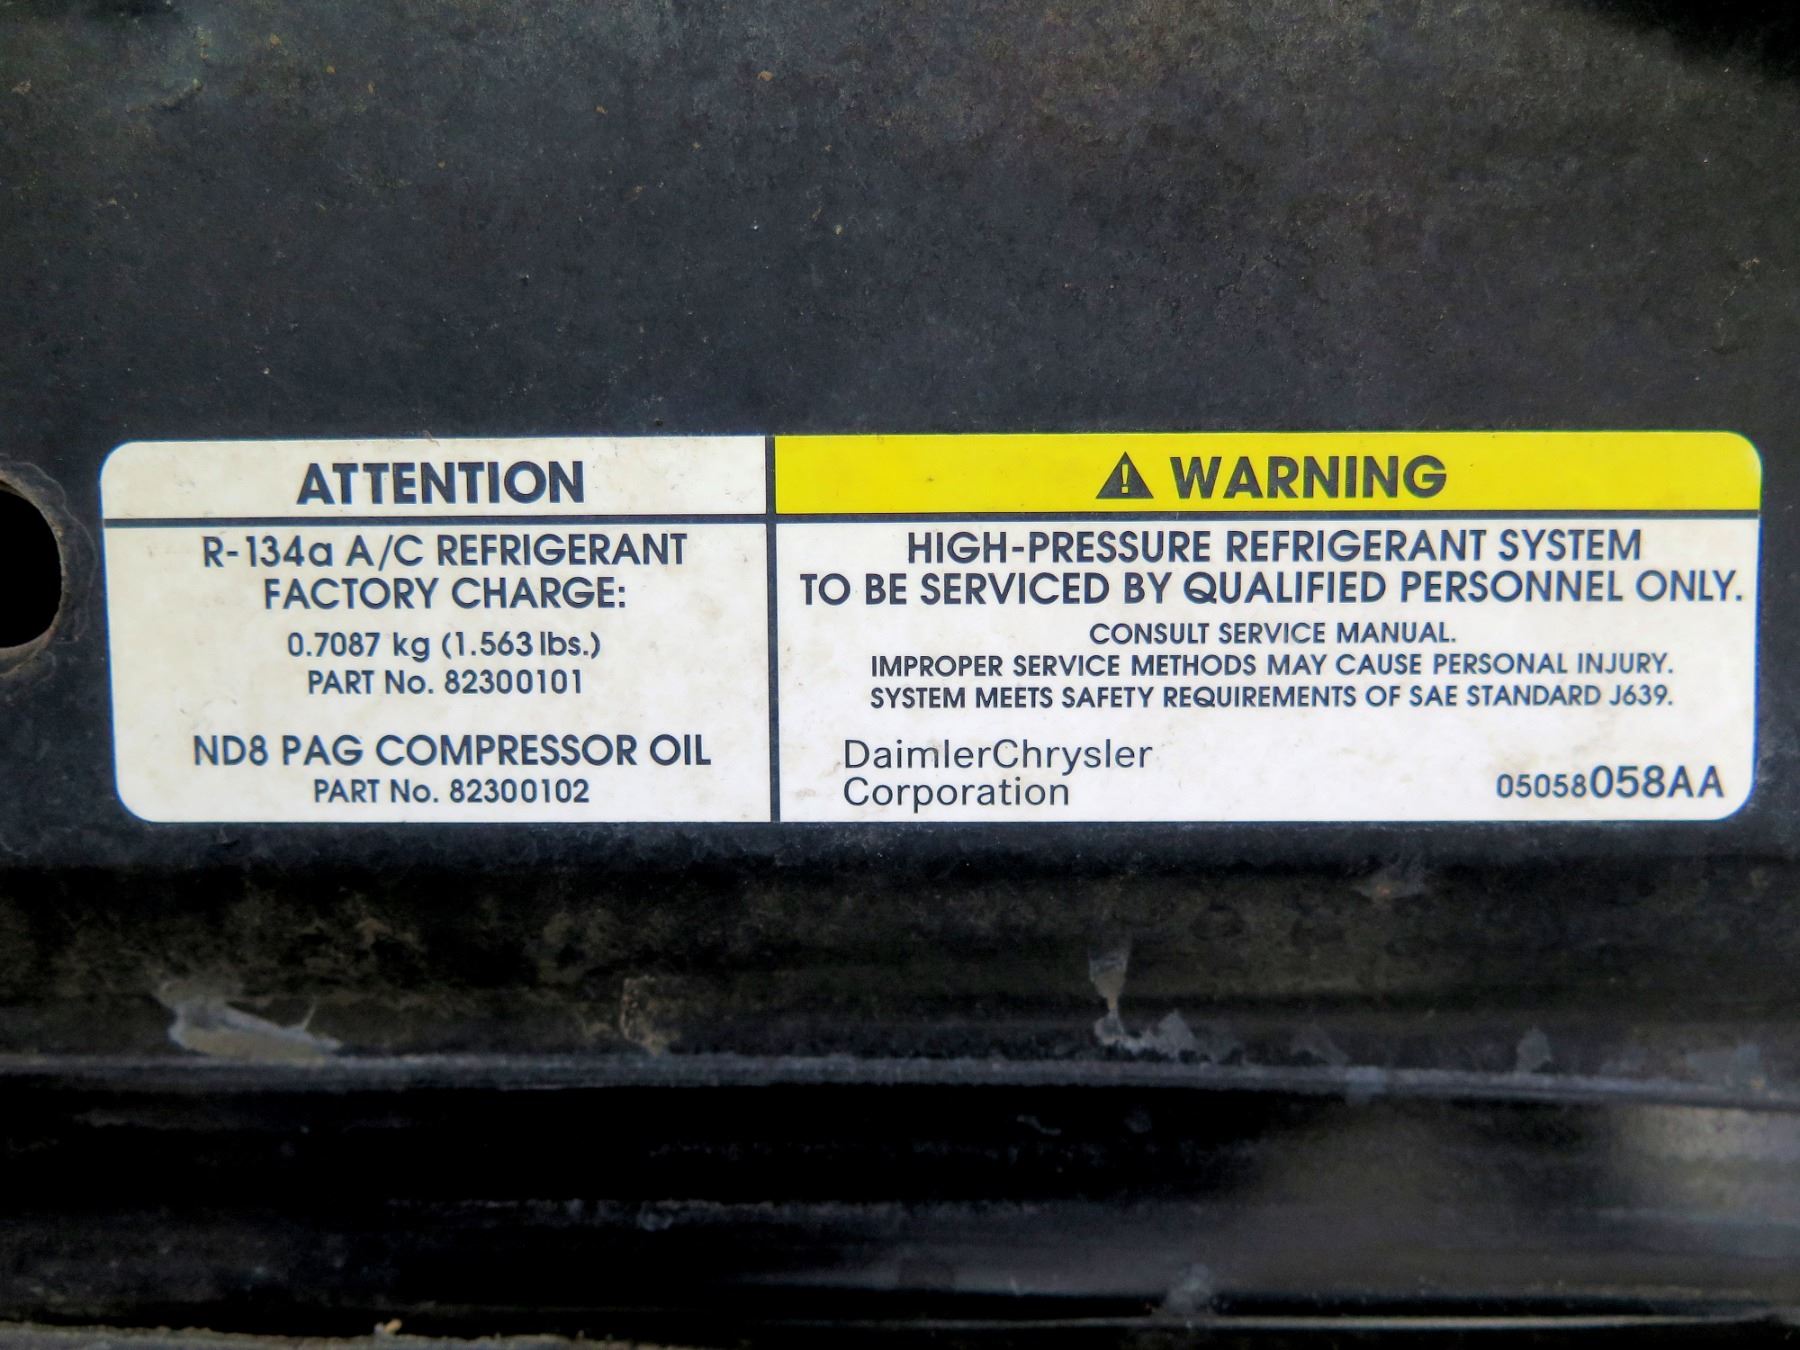 ATTENTION
R-134a A/C REFRIGERANT
FACTORY CHARGE:
0.7087 kg (1.563 lbs.)
PART No. 82300101
ND8 PAG COMPRESSOR OIL
PART No. 82300102
WARNING
HIGH-PRESSURE REFRIGERANT SYSTEM
TO BE SERVICED BY QUALIFIED PERSONNEL ONLY.
CONSULT SERVICE MANUAL.
IMPROPER SERVICE METHODS MAY CAUSE PERSONAL INJURY.
SYSTEM MEETS SAFETY REQUIREMENTS OF SAE STANDARD J639.
DaimlerChrysler
Corporation
05058058AA